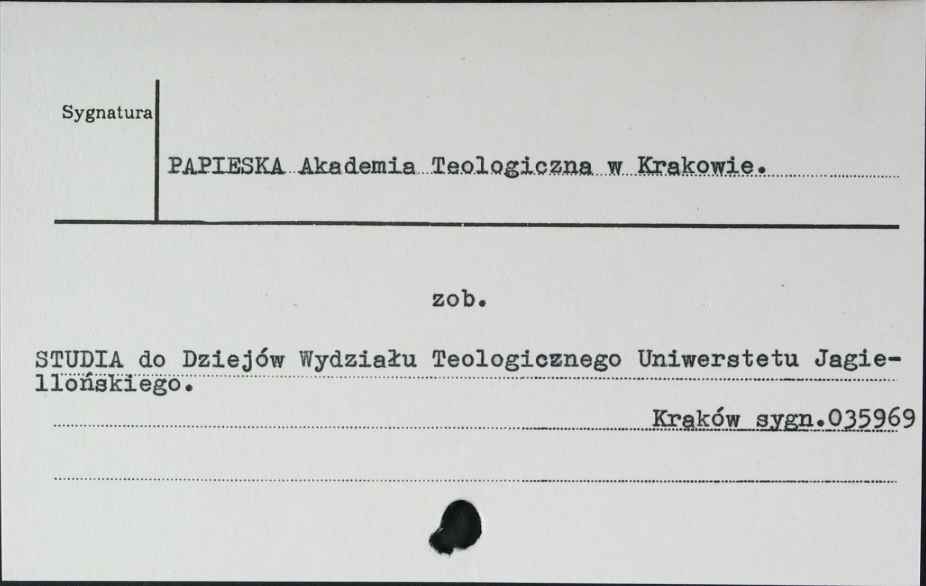 Sygnatura
PAPIESKA Akademia Teologiczna w Krakowie.
zob.
STUDIA do Dziejów Wydziału Teologicznego Uniwerstetu Jagie-
llońskiego.
Kraków sygn.035969